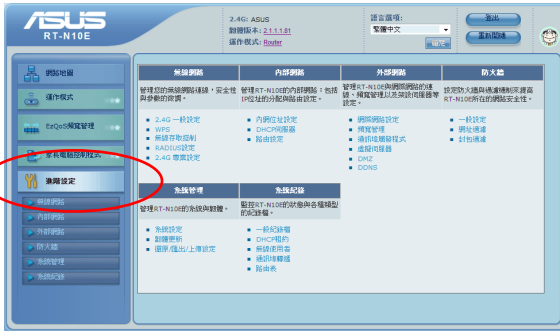 ASUS
RT-N10E
2.4G: ASUS
韌體版本: 2.1.1.1.81
運作模式: Router
語言選項:
繁體中文
確定
登出
重新開機
網路地圖
運作模式
EzQoS頻寬管理
家長電腦控制程式
進階設定
無線網路
內部網路
外部網路
防火牆
系統管理
系統紀錄
無線網路
管理您的無線網路連線，安全性與參數的微調。
2.4G 一般設定
WPS
無線存取控制
RADIUS設定
2.4G 專業設定
內部網路
管理RT-N10E的內部網路：包括IP位址的分配與路由設定。
內網位址設定
DHCP伺服器
路由設定
外部網路
管理RT-N10E與網際網路的連線、頻寬管理以及架設伺服器等設定。
網際網路設定
頻寬管理
通訊埠觸發程式
虛擬伺服器
DMZ
DDNS
防火牆
設定防火牆與過濾機制來提高RT-N10E所在的網路安全性。
一般設定
網址過濾
封包過濾
系統管理
管理RT-N10E的系統與韌體。
系統設定
韌體更新
還原/匯出/上傳設定
系統紀錄
監控RT-N10E的狀態與各種類型的紀錄檔。
一般紀錄檔
DHCP租約
無線使用者
通訊埠轉遞
路由表